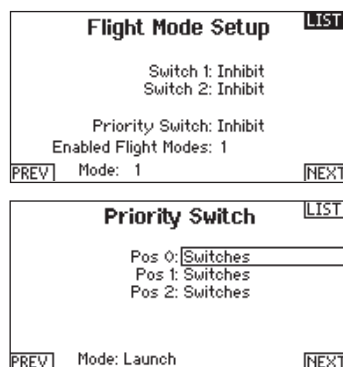 Flight Mode Setup
LIST
Switch 1: Inhibit
Switch 2: Inhibit
Priority Switch: Inhibit
Enabled Flight Modes: 1
PREV Mode: 1 NEXT
Priority Switch
LIST
Pos 0: Switches
Pos 1: Switches
Pos 2: Switches
PREV Mode: Launch NEXT